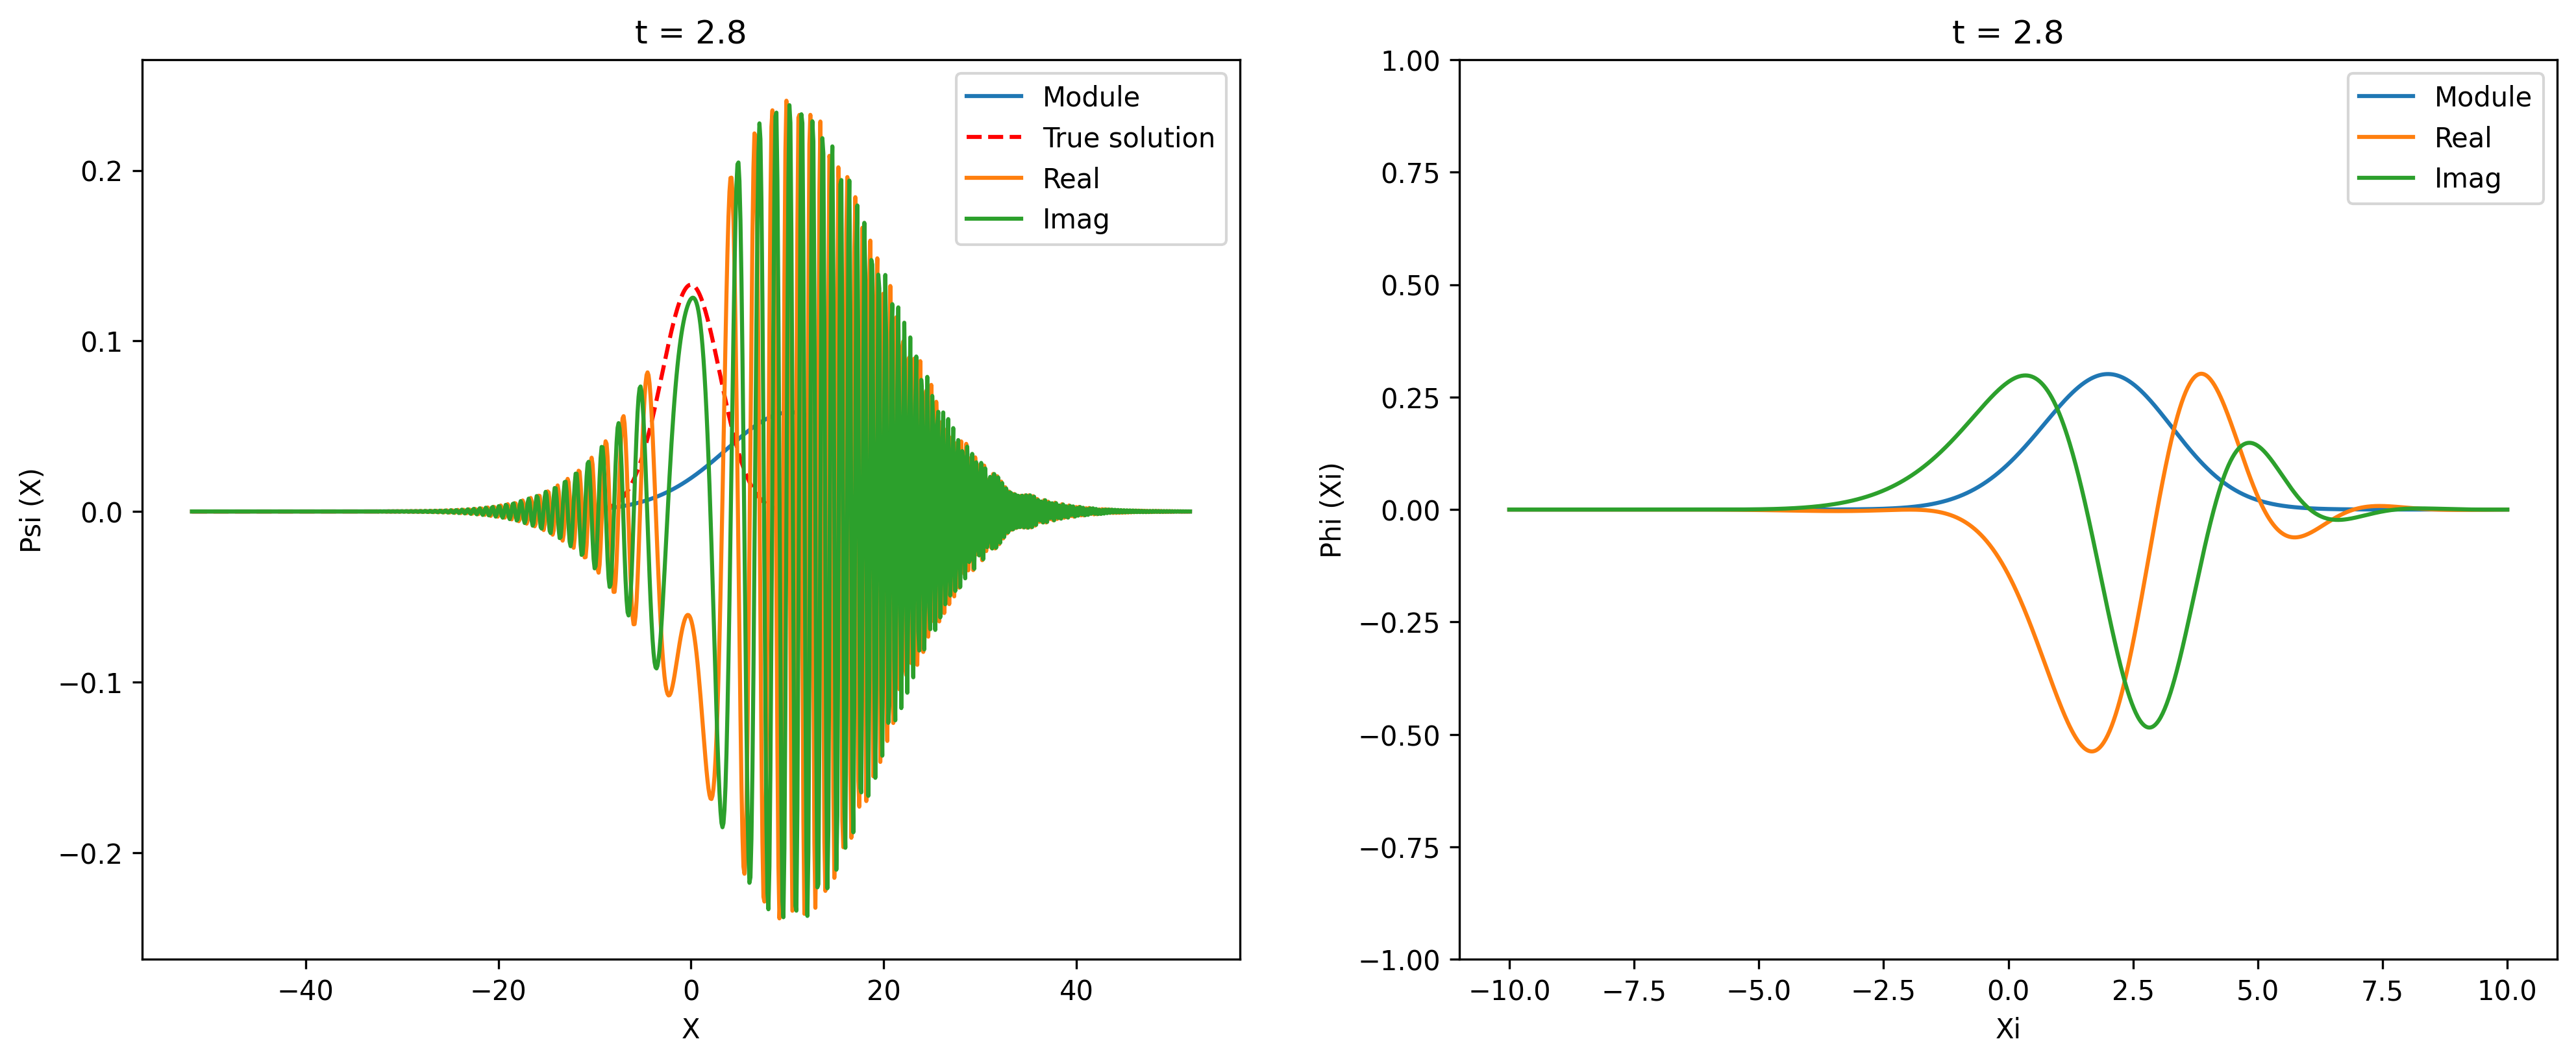 t = 2.8
Psi (X)
0.2
0.1
0.0
−0.1
−0.2
−40
−20
0
20
40
X
Module
True solution
Real
Imag
t = 2.8
Phi (Xi)
1.00
0.75
0.50
0.25
0.00
−0.25
−0.50
−0.75
−1.00
−10.0
−7.5
−5.0
−2.5
0.0
2.5
5.0
7.5
10.0
Xi
Module
Real
Imag